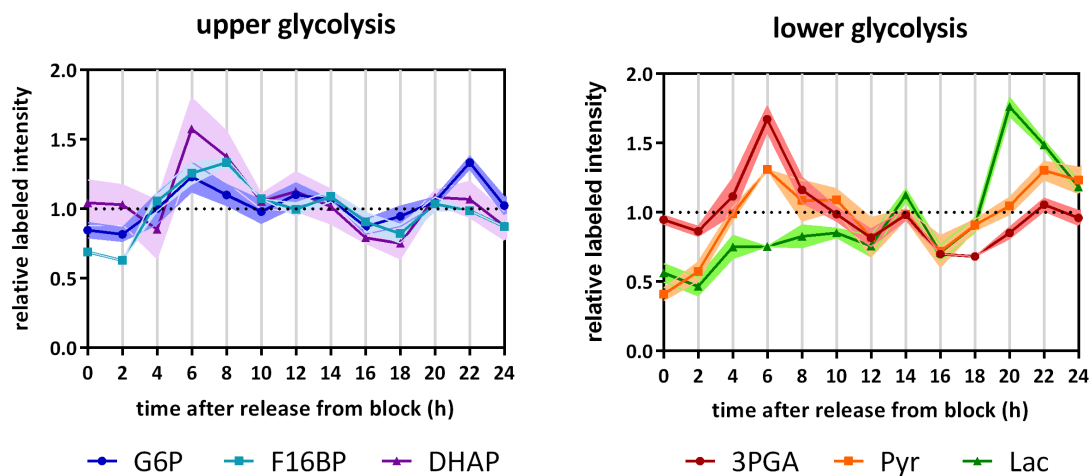 upper glycolysis
relative labeled intensity
2.0
1.5
1.0
0.5
0.0
0 2 4 6 8 10 12 14 16 18 20 22 24
time after release from block (h)
G6P F16BP DHAP
lower glycolysis
relative labeled intensity
2.0
1.5
1.0
0.5
0.0
0 2 4 6 8 10 12 14 16 18 20 22 24
time after release from block (h)
3PGA Pyr Lac